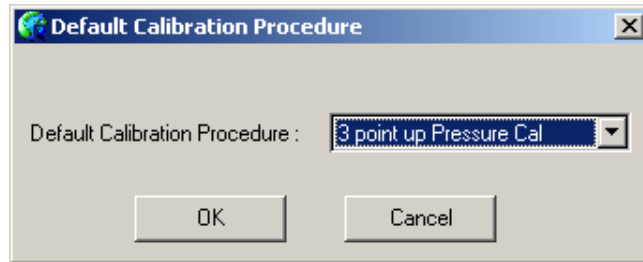 Default Calibration Procedure
Default Calibration Procedure : 3 point up Pressure Cal
OK Cancel